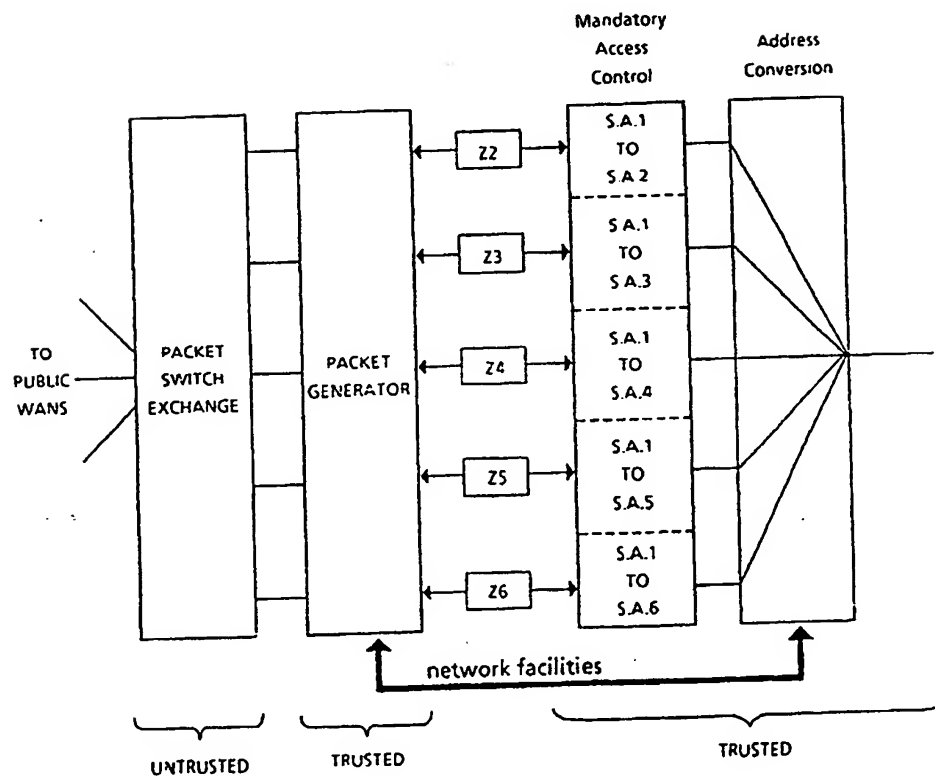 Mandatory
Access
Control
Address
Conversion
TO
PUBLIC
WANS
PACKET
SWITCH
EXCHANGE
PACKET
GENERATOR
Z2
Z3
Z4
Z5
Z6
S.A.1
TO
S.A.2
S.A.1
TO
S.A.3
S.A.1
TO
S.A.4
S.A.1
TO
S.A.5
S.A.1
TO
S.A.6
network facilities
UNTRUSTED
TRUSTED
TRUSTED